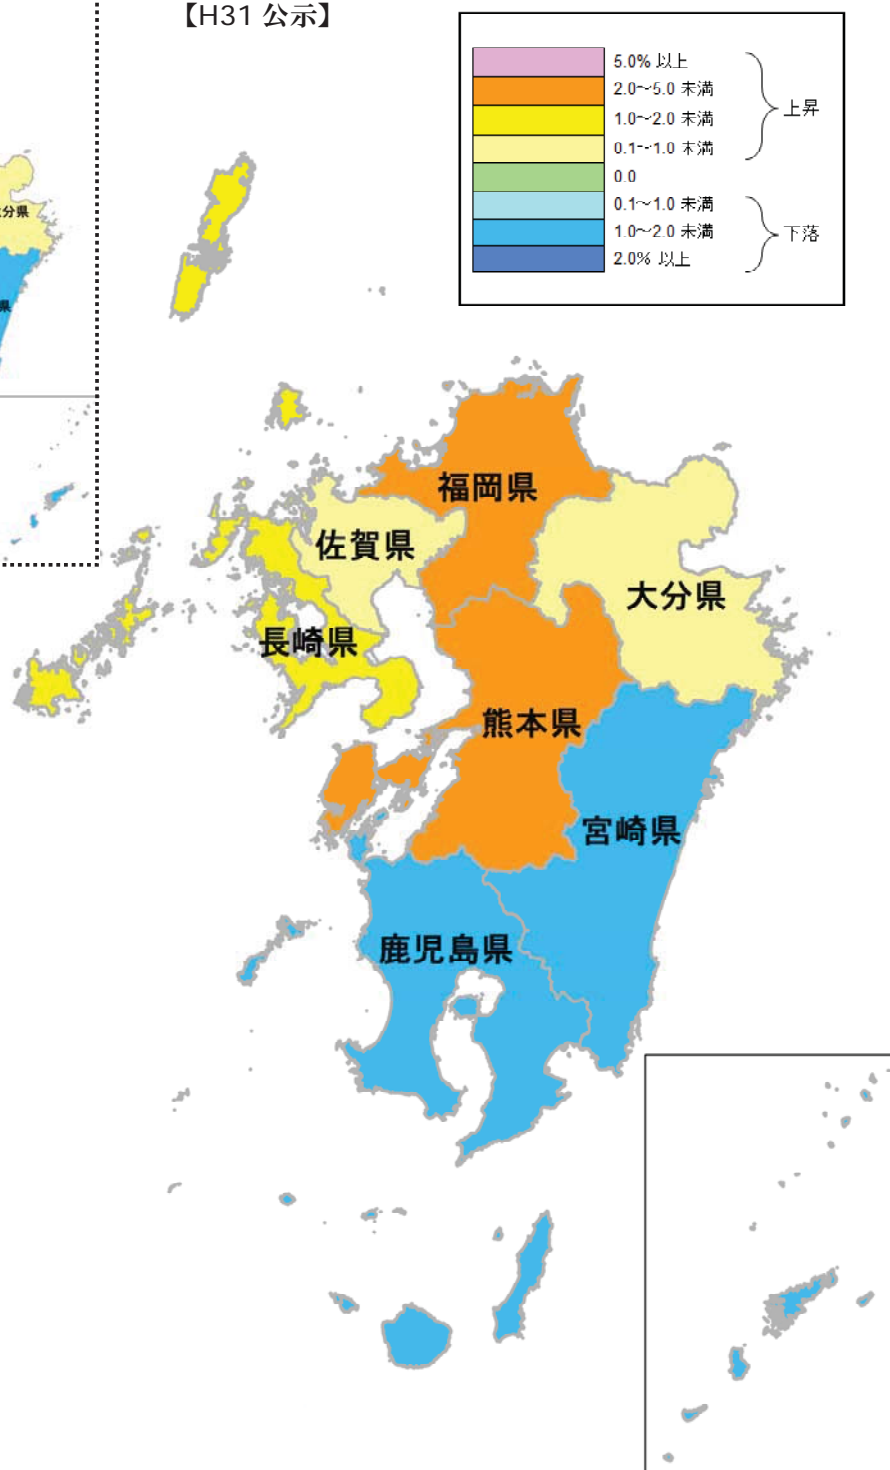 【H31 公示】
5.0% 以上
2.0～5.0 未満
1.0～2.0 未満
0.1～1.0 未満
上昇
0.0
0.1～1.0 未満
1.0～2.0 未満
2.0% 以上
下落
分県
県
福岡県
佐賀県
大分県
長崎県
熊本県
宮崎県
鹿児島県